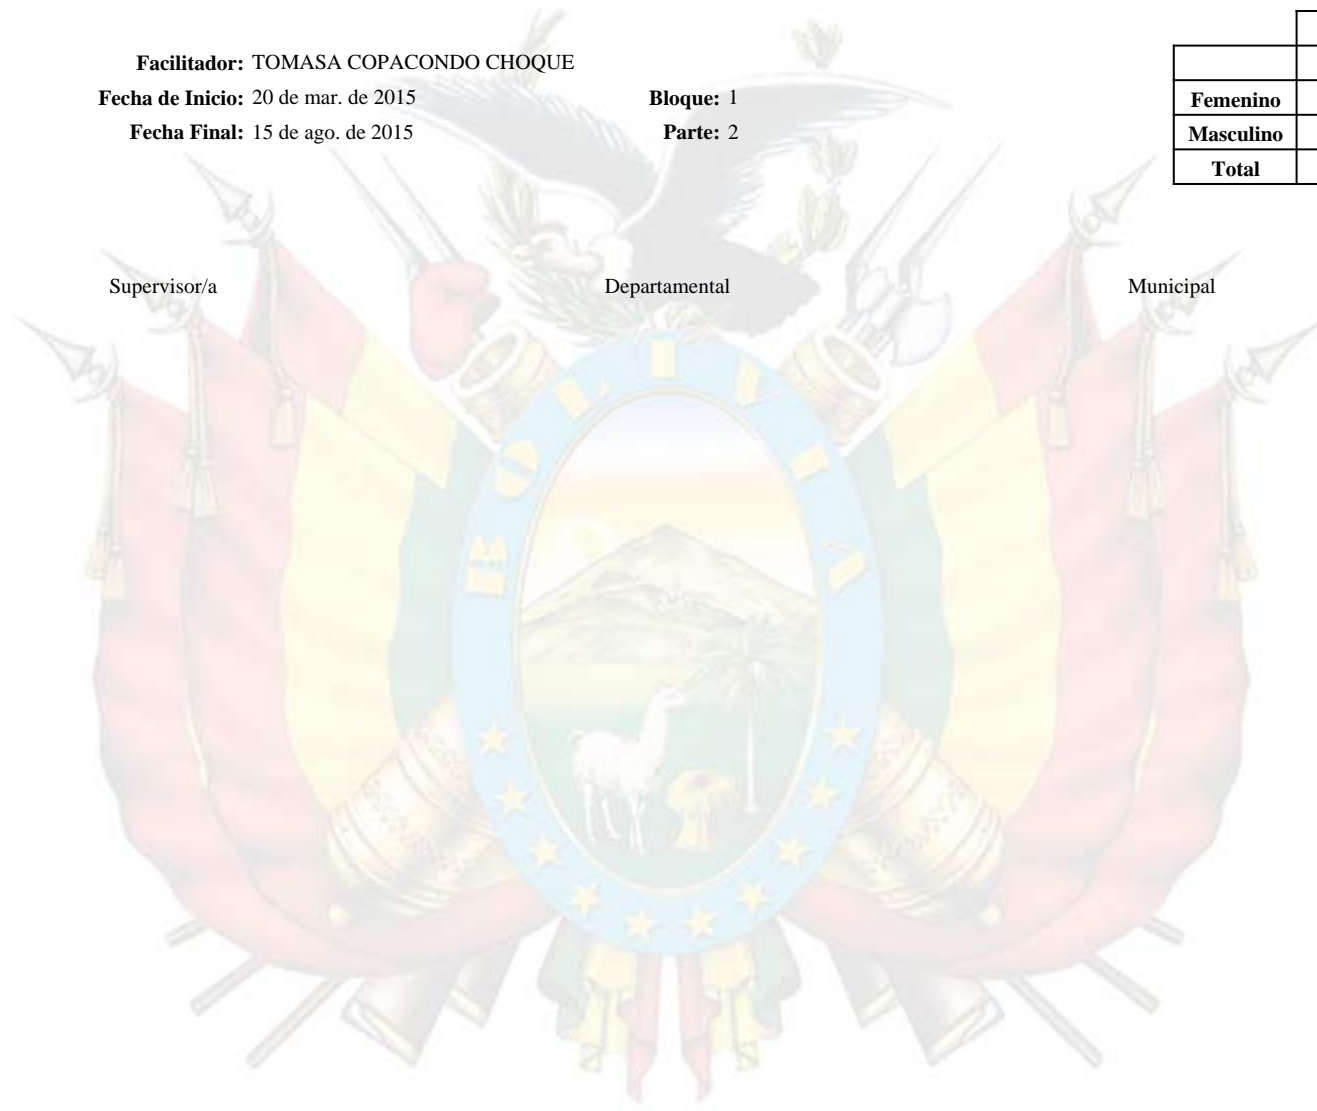 Facilitador: TOMASA COPACONDO CHOQUE
Fecha de Inicio: 20 de mar. de 2015 Bloque: 1
Fecha Final: 15 de ago. de 2015 Parte: 2
Femenino
Masculino
Total
Supervisor/a Departamental Municipal
BOLIVIA